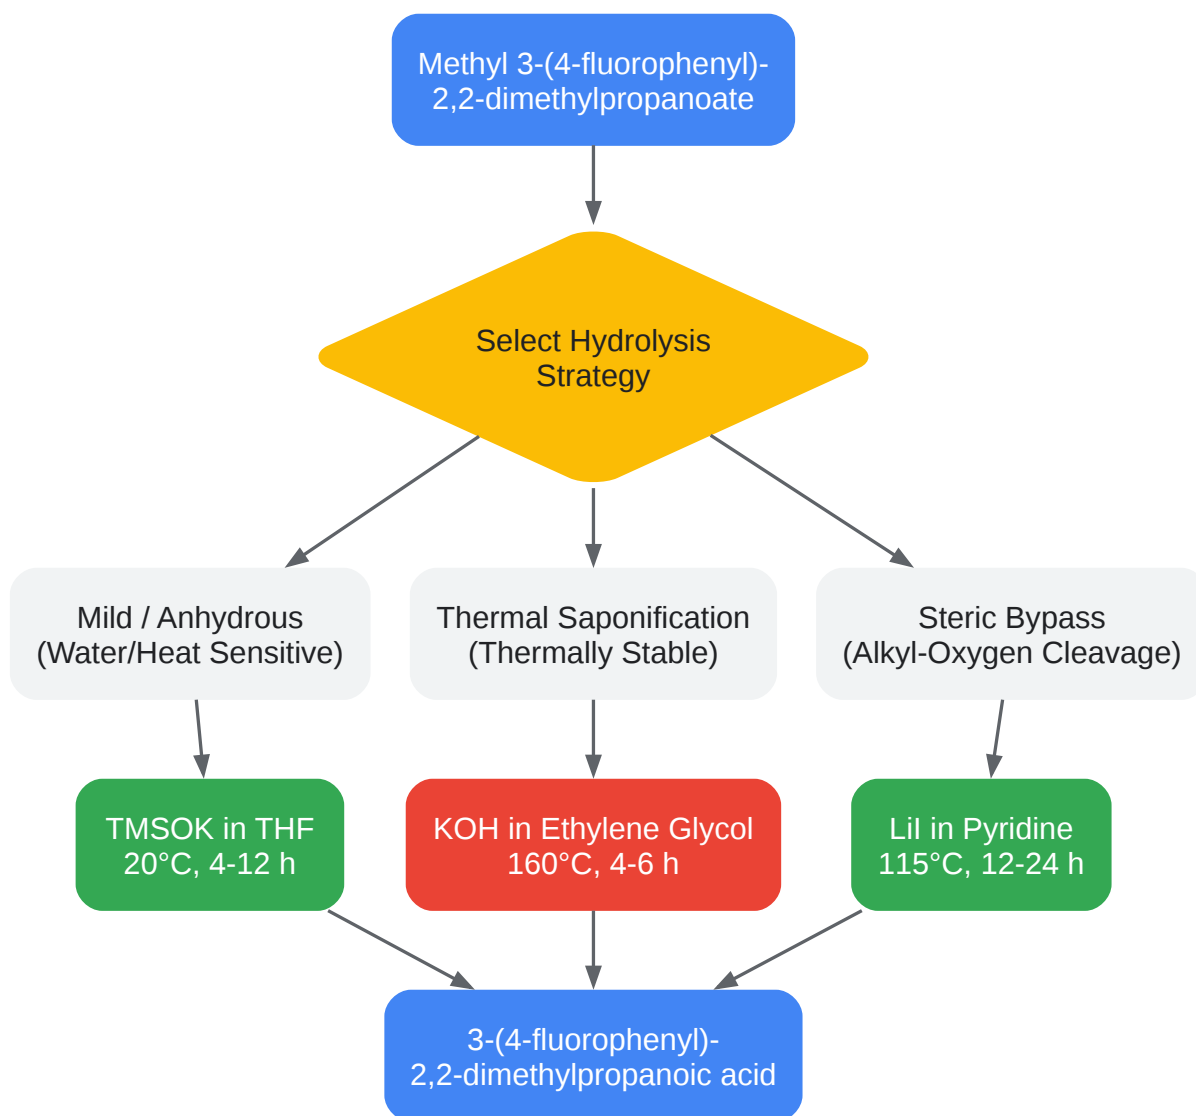 Methyl 3-(4-fluorophenyl)-
2,2-dimethylpropanoate
Select Hydrolysis
Strategy
Mild / Anhydrous
(Water/Heat Sensitive)
Thermal Saponification
(Thermally Stable)
Steric Bypass
(Alkyl-Oxygen Cleavage)
TMSOK in THF
20°C, 4-12 h
KOH in Ethylene Glycol
160°C, 4-6 h
LiI in Pyridine
115°C, 12-24 h
3-(4-fluorophenyl)-
2,2-dimethylpropanoic acid